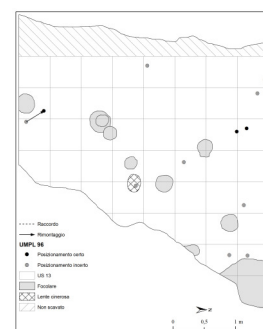 Raccordo
Rimontaggio
UMPL 96
Posizionamento certo
Posizionamento incerto
US 13
Focolare
Lente cinerosa
Non scavato
Z
0 0,5 1 m